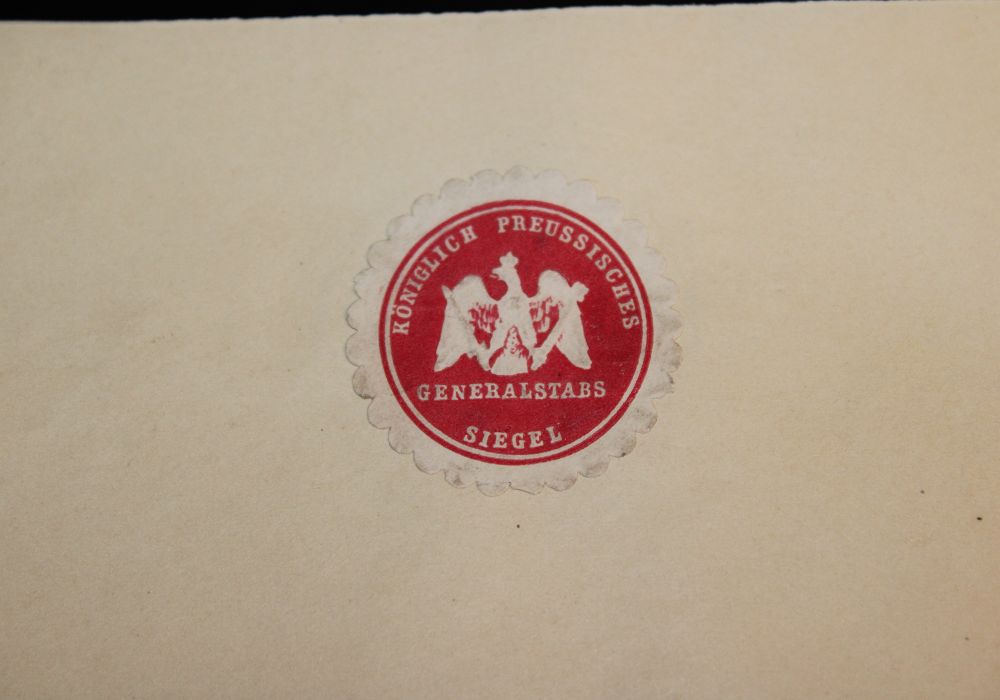 KÖNIGLICH PREUSSISCHES
GENERALSTABS
SIEGEL